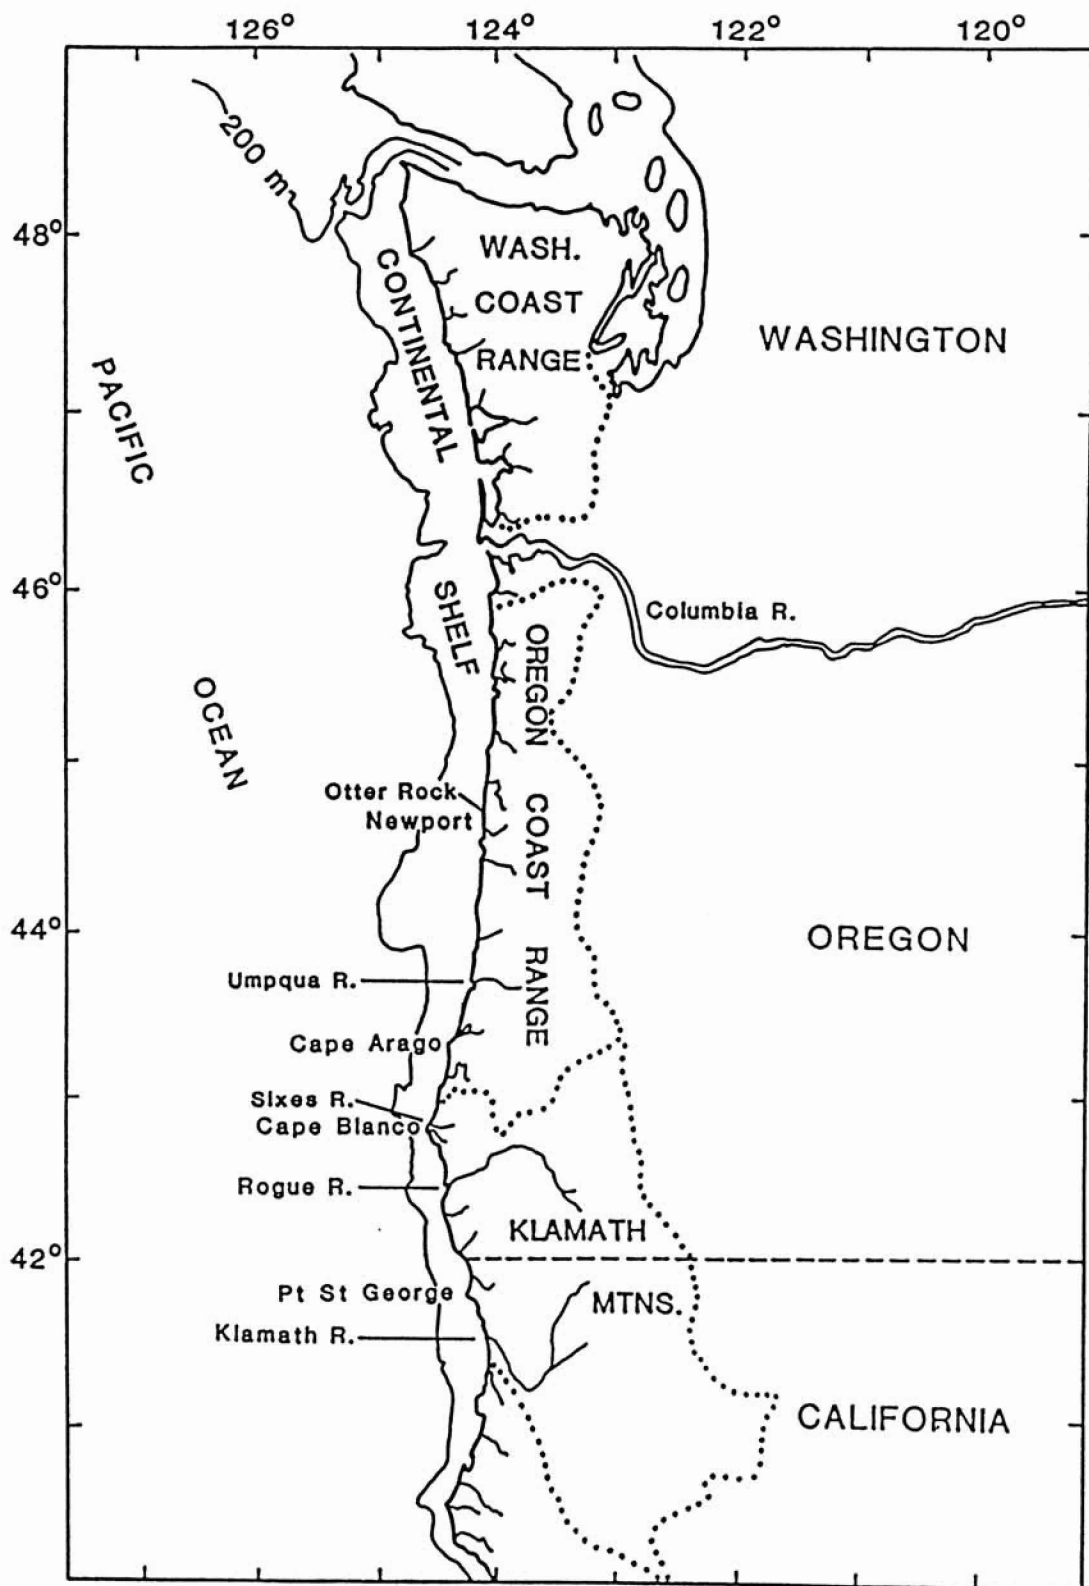 126° 124° 122° 120°
200 m
48°
WASH.
COAST
RANGE
WASHINGTON
CONTINENTAL
SHELF
PACIFIC
OCEAN
46°
Columbia R.
OREGON
COAST
RANGE
Otter Rock
Newport
44°
OREGON
Umpqua R.
Cape Arago
Sixes R.
Cape Blanco
Rogue R.
KLAMATH
42°
Pt St George
MTNS.
Klamath R.
CALIFORNIA